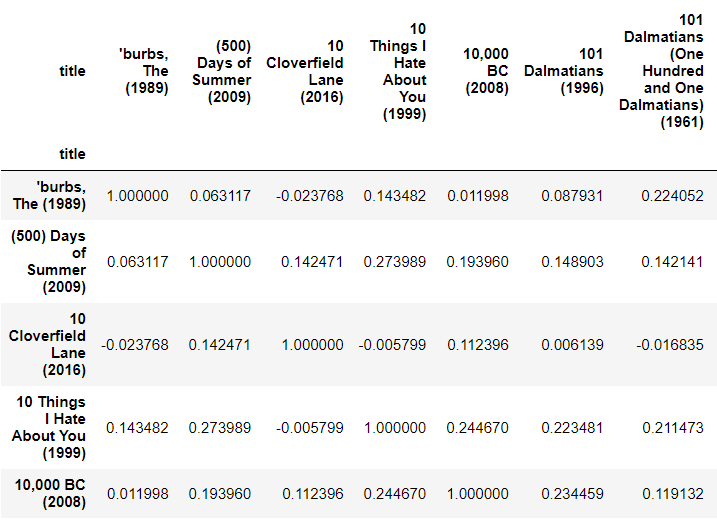 title 'burbs, The (1989) (500) Days of Summer (2009) 10 Cloverfield Lane (2016) 10 Things I Hate About You (1999) 10,000 BC (2008) 101 Dalmatians (1996) 101 Dalmatians (One Hundred and One Dalmatians) (1961)
title
'burbs, The (1989) 1.000000 0.063117 -0.023768 0.143482 0.011998 0.087931 0.224052
(500) Days of Summer (2009) 0.063117 1.000000 0.142471 0.273989 0.193960 0.148903 0.142141
10 Cloverfield Lane (2016) -0.023768 0.142471 1.000000 -0.005799 0.112396 0.006139 -0.016835
10 Things I Hate About You (1999) 0.143482 0.273989 -0.005799 1.000000 0.244670 0.223481 0.211473
10,000 BC (2008) 0.011998 0.193960 0.112396 0.244670 1.000000 0.234459 0.119132